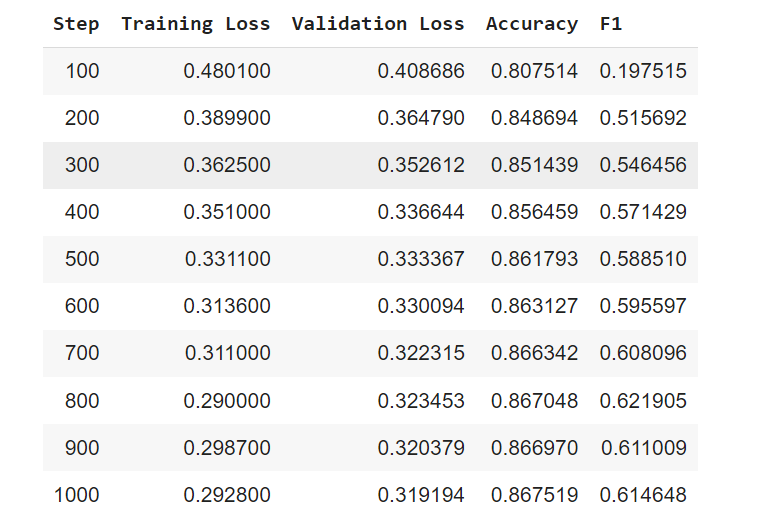 Step Training Loss Validation Loss Accuracy F1
100 0.480100 0.408686 0.807514 0.197515
200 0.389900 0.364790 0.848694 0.515692
300 0.362500 0.352612 0.851439 0.546456
400 0.351000 0.336644 0.856459 0.571429
500 0.331100 0.333367 0.861793 0.588510
600 0.313600 0.330094 0.863127 0.595597
700 0.311000 0.322315 0.866342 0.608096
800 0.290000 0.323453 0.867048 0.621905
900 0.298700 0.320379 0.866970 0.611009
1000 0.292800 0.319194 0.867519 0.614648